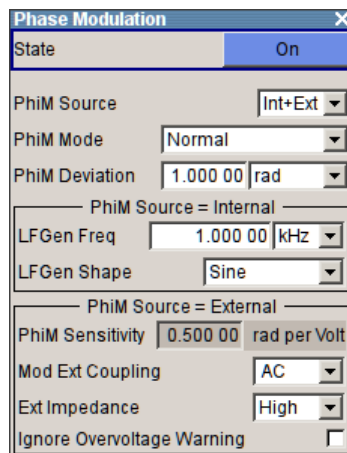 Phase Modulation X
State On
PhiM Source Int+Ext
PhiM Mode Normal
PhiM Deviation 1.000 00 rad
PhiM Source = Internal
LFGen Freq 1.000 00 kHz
LFGen Shape Sine
PhiM Source = External
PhiM Sensitivity 0.500 00 rad per Volt
Mod Ext Coupling AC
Ext Impedance High
Ignore Overvoltage Warning